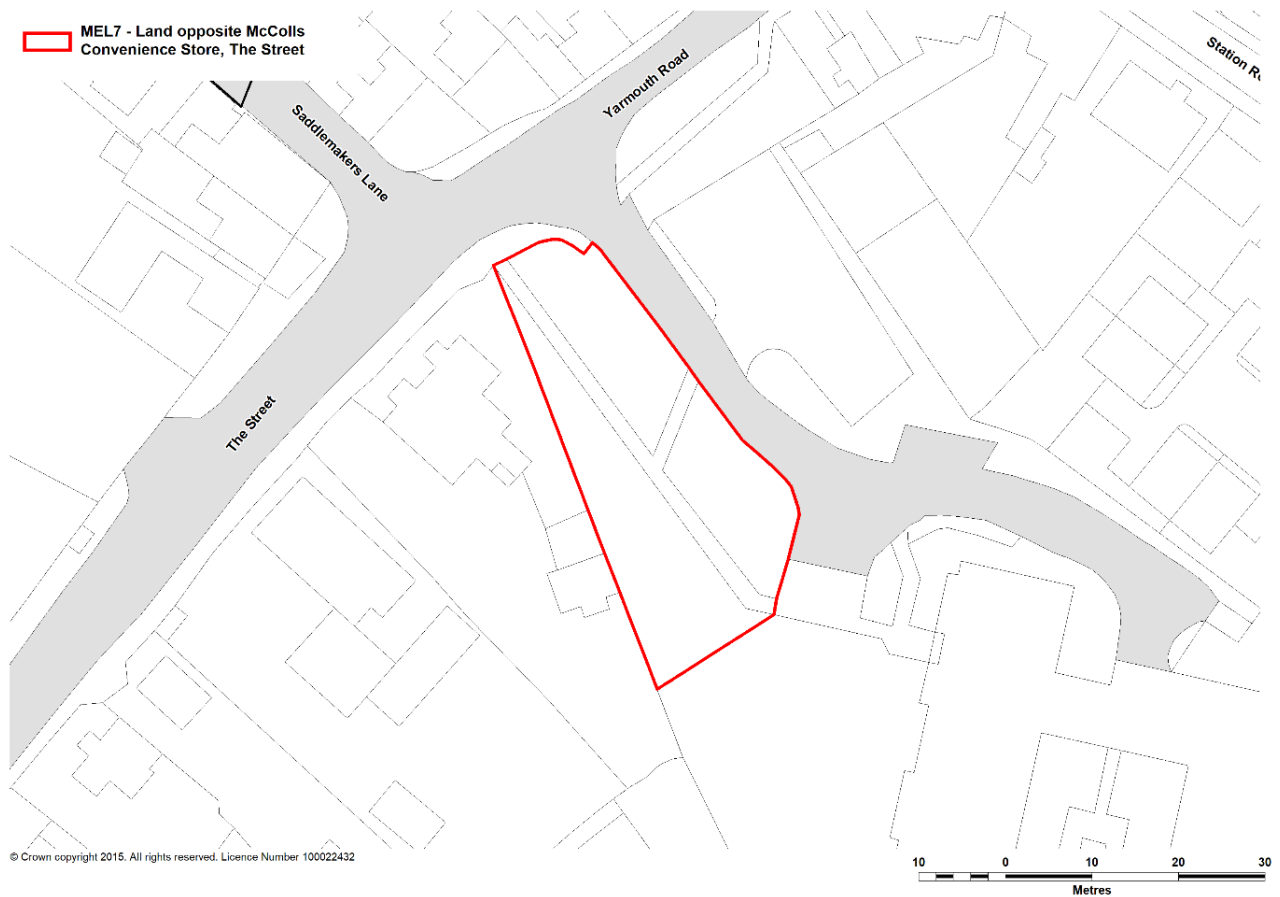 MEL7 - Land opposite McColls
Convenience Store, The Street
Yarmouth Road
Saddlemakers Lane
The Street
© Crown copyright 2015. All rights reserved. Licence Number 100022432
10 0 10 20 30
Metres
Station